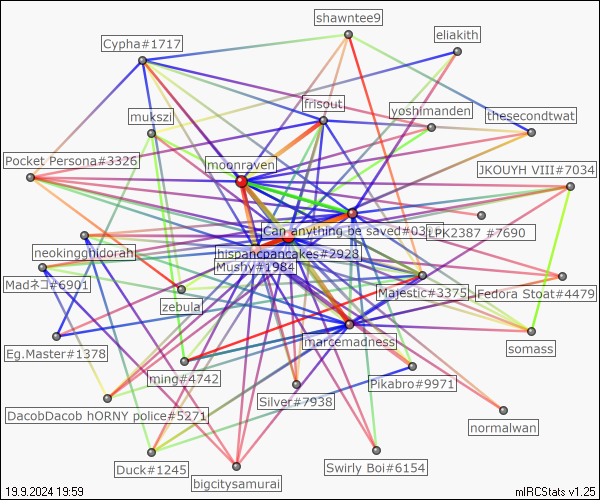 shawntee9
eliakith
Cypha#1717
frisout
yoshimanden
thesecondtwat
mukszi
Pocket Persona#3326
moonraven
JKOUYH VIII#7034
Can anything be saved#03
LPK2387 #7690
neokingghidorah
hispancpancakes#2928
Mushy#1984
Madネコ#6901
Majestic#3375
Fedora Stoat#4479
zebula
marcemadness
somass
Eg.Master#1378
ming#4742
Pikabro#9971
Silver#7938
DacobDacob hORNY police#5271
normalwan
Duck#1245
bigcitysamurai
Swirly Boi#6154
19.9.2024 19:59
mIRCStats v1.25